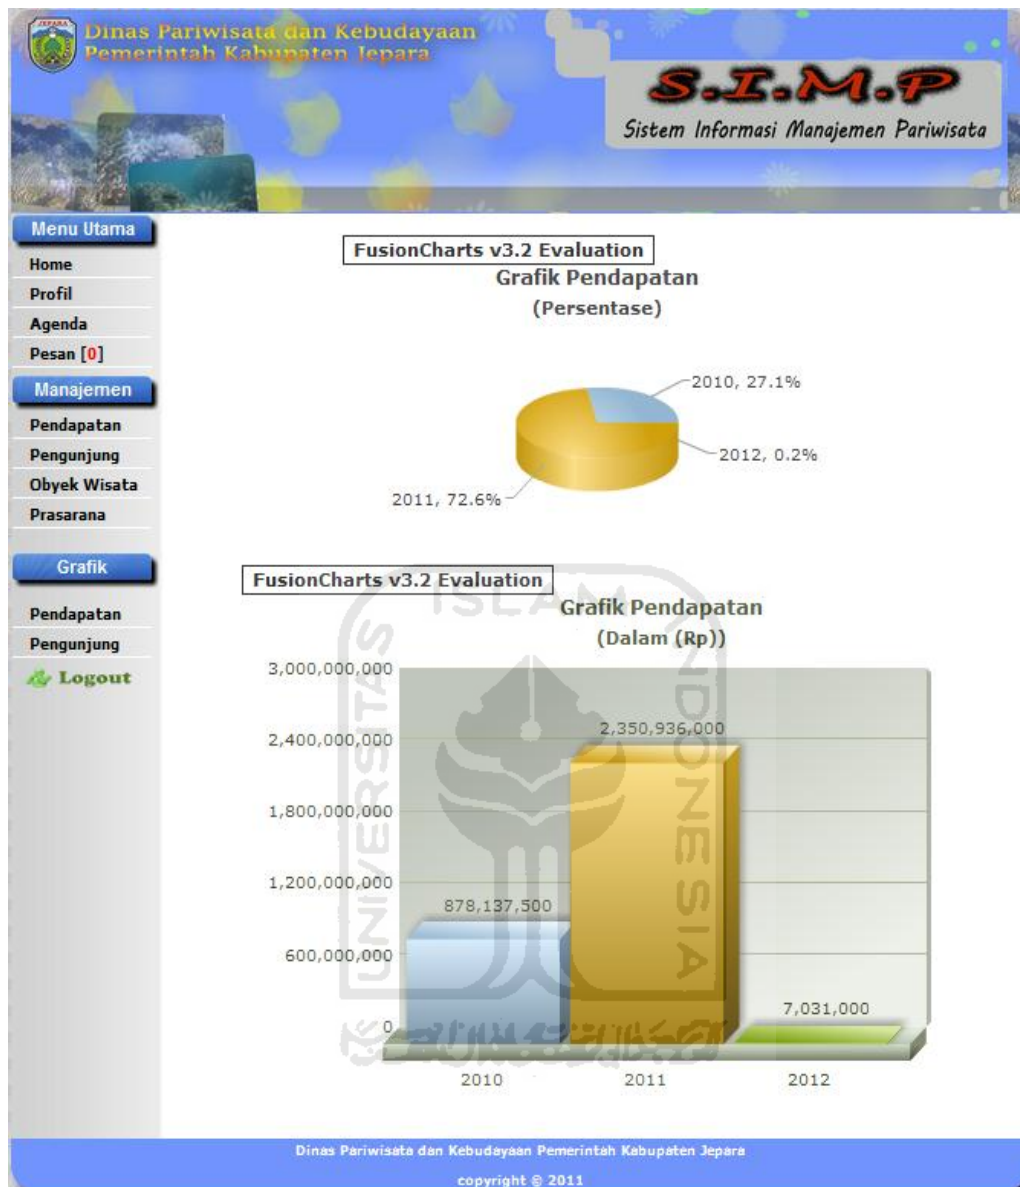 JEPARA
Dinas Pariwisata dan Kebudayaan
Pemerintah Kabupaten Jepara
S.I.M.P
Sistem Informasi Manajemen Pariwisata
Menu Utama
Home
Profil
Agenda
Pesan [0]
Manajemen
Pendapatan
Pengunjung
Obyek Wisata
Prasarana
Grafik
Pendapatan
Pengunjung
Logout
FusionCharts v3.2 Evaluation
Grafik Pendapatan
(Persentase)
2010, 27.1%
2012, 0.2%
2011, 72.6%
FusionCharts v3.2 Evaluation
Grafik Pendapatan
(Dalam (Rp))
3,000,000,000
2,400,000,000
1,800,000,000
1,200,000,000
600,000,000
0
878,137,500
2,350,936,000
7,031,000
2010
2011
2012
UNIVERSITAS
ISLAM
INDONESIA
Dinas Pariwisata dan Kebudayaan Pemerintah Kabupaten Jepara
copyright © 2011